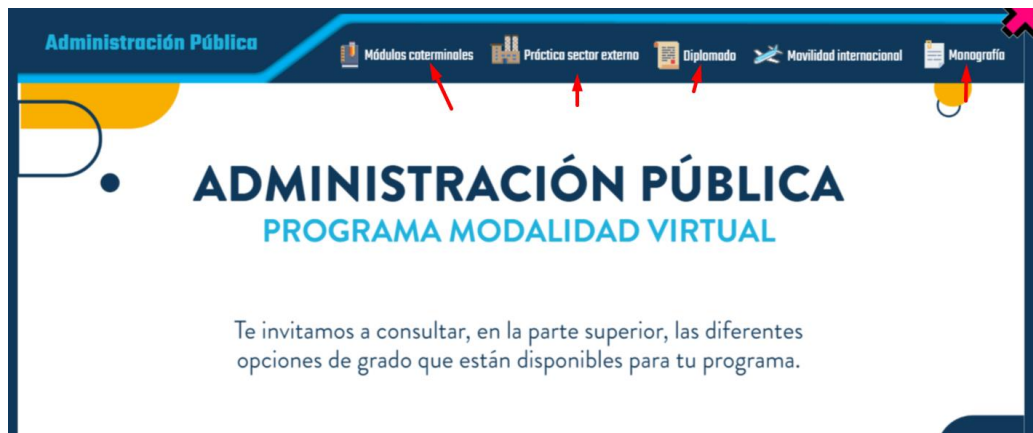 Administración Pública
Módulos coterminales
Práctica sector externo
Diplomado
Movilidad internacional
Monografía
ADMINISTRACIÓN PÚBLICA
PROGRAMA MODALIDAD VIRTUAL
Te invitamos a consultar, en la parte superior, las diferentes
opciones de grado que están disponibles para tu programa.